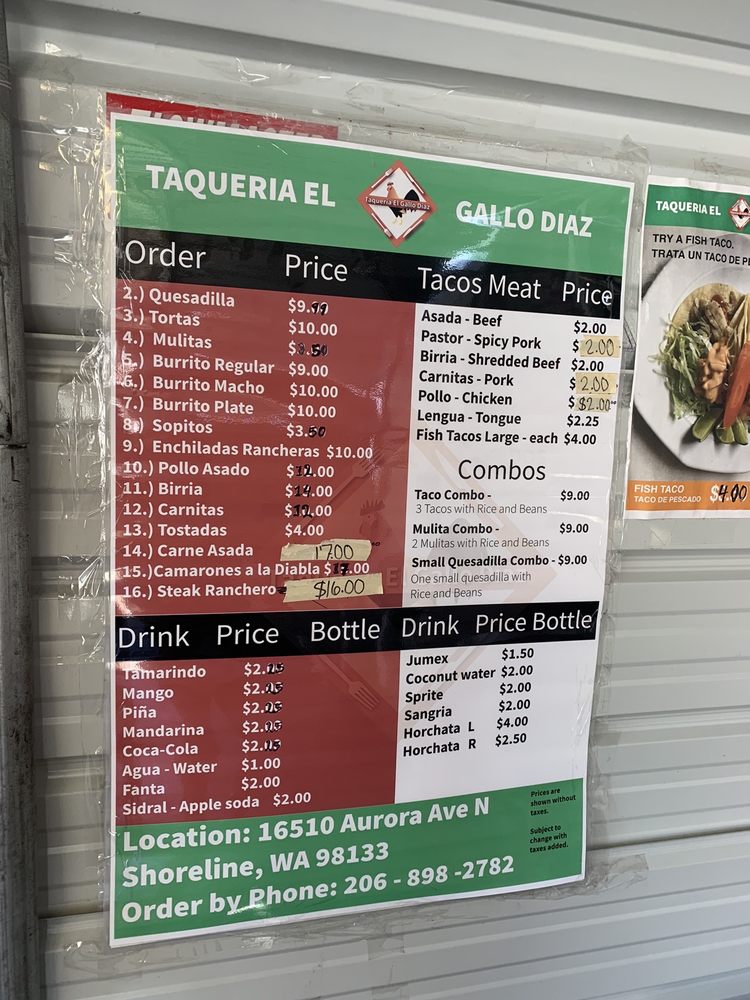 TAQUERIA EL
Taqueria El Gallo Diaz
GALLO DIAZ
Order Price
2.) Quesadilla
3.) Tortas $10.00
4.) Mulitas
5.) Burrito Regular $9.00
6.) Burrito Macho $10.00
7.) Burrito Plate $10.00
8.) Sopitos $3.50
9.) Enchiladas Rancheras $10.00
10.) Pollo Asado
11.) Birria
12.) Carnitas
13.) Tostadas $4.00
14.) Carne Asada 17.00
15.)Camarones a la Diabla
16.) Steak Ranchero $16.00
Tacos Meat Price
Asada - Beef $2.00
Pastor - Spicy Pork $ 2.00
Birria - Shredded Beef $2.00
Carnitas - Pork $ 2.00
Pollo - Chicken $ $2.00
Lengua - Tongue $2.25
Fish Tacos Large - each $4.00
Combos
Taco Combo - $9.00
3 Tacos with Rice and Beans
Mulita Combo - $9.00
2 Mulitas with Rice and Beans
Small Quesadilla Combo - $9.00
One small quesadilla with
Rice and Beans
Drink Price Bottle
Tamarindo
Mango
Piña
Mandarina
Coca-Cola
Agua - Water $1.00
Fanta $2.00
Sidral - Apple soda $2.00
Drink Price Bottle
Jumex $1.50
Coconut water $2.00
Sprite $2.00
Sangria $2.00
Horchata L $4.00
Horchata R $2.50
Location: 16510 Aurora Ave N
Shoreline, WA 98133
Order by Phone: 206 - 898 -2782
Prices are
shown without
taxes.
Subject to
change with
taxes added.
TAQUERIA EL
TRY A FISH TACO.
TRATA UN TACO DE
FISH TACO $4.00
TACO DE PESCADO